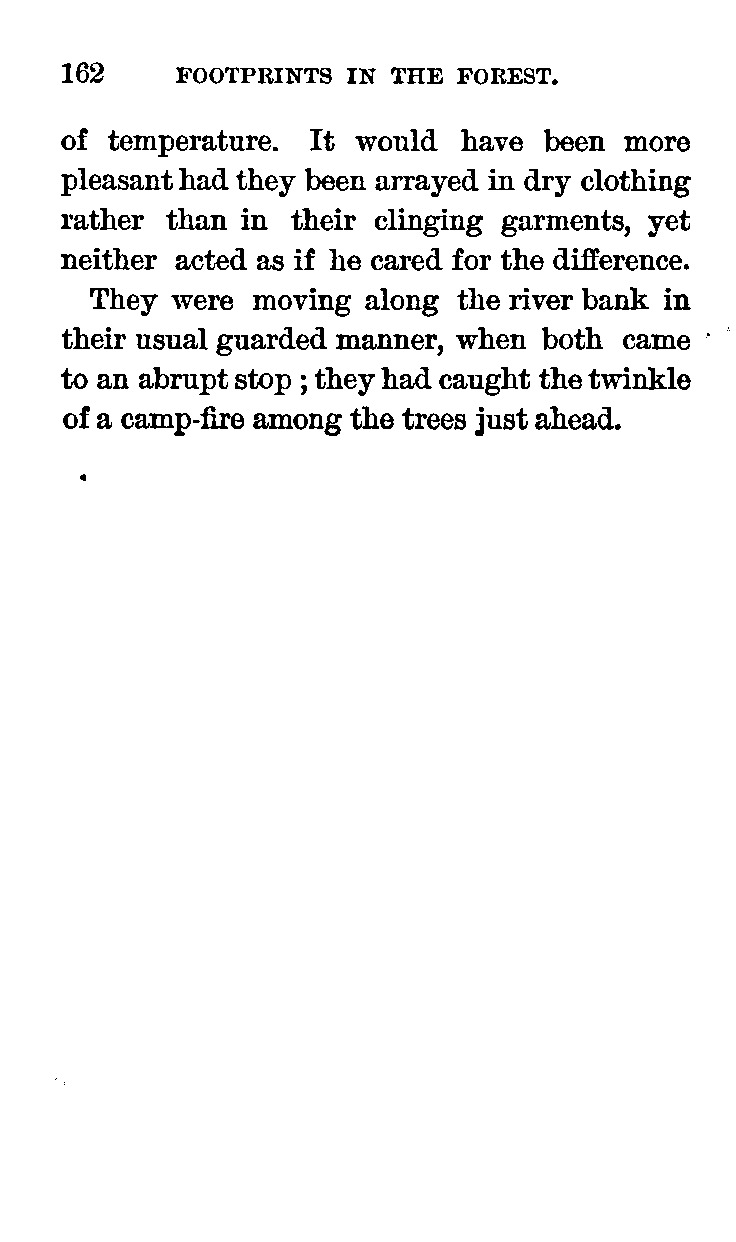 162 FOOTPRINTS IN THE FOREST.
of temperature. It would have been more
pleasant had they been arrayed in dry clothing
rather than in their clinging garments, yet
neither acted as if he cared for the difference.
They were moving along the river bank in
their usual guarded manner, when both came
to an abrupt stop ; they had caught the twinkle
of a camp-fire among the trees just ahead.